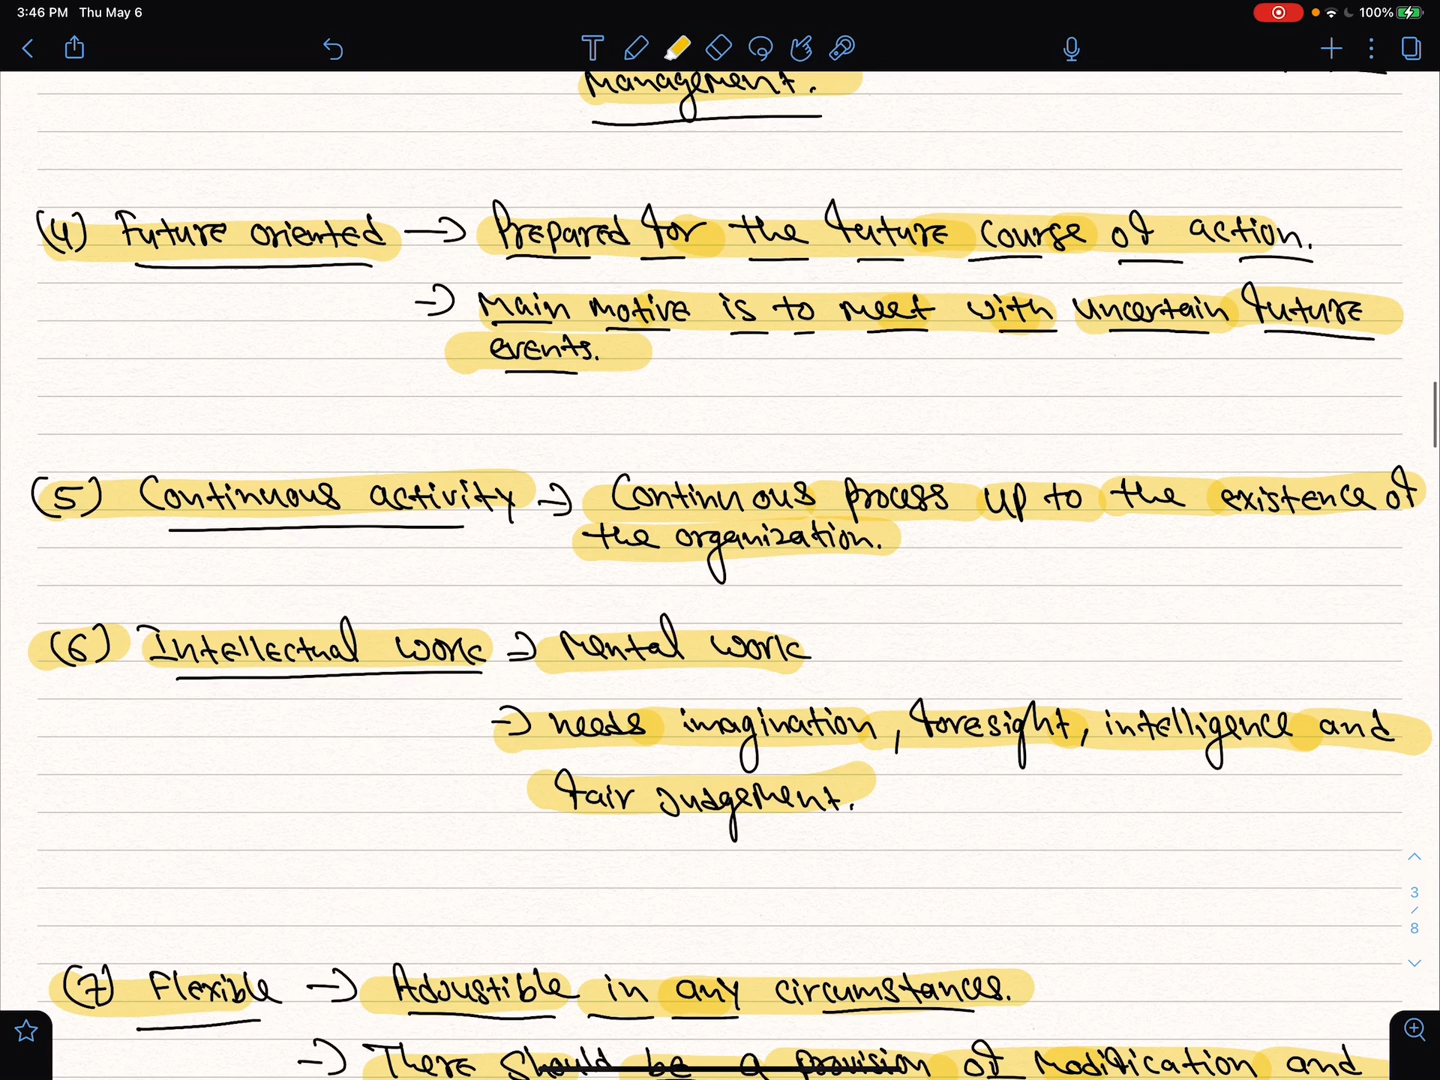 3:46 PM Thu May 6
100%
Management.
(4) Future oriented → Prepared for the future course of action.
→ Main motive is to meet with uncertain future
events.
(5) Continuous activity → Continuous process up to the existence of
the organization.
(6) Intellectual work ⇒ Mental work
→ needs imagination, foresight, intelligence and
fair judgement.
3
/
8
(7) Flexible → Adjustible in any circumstances.
→ There should be a provision of modification and